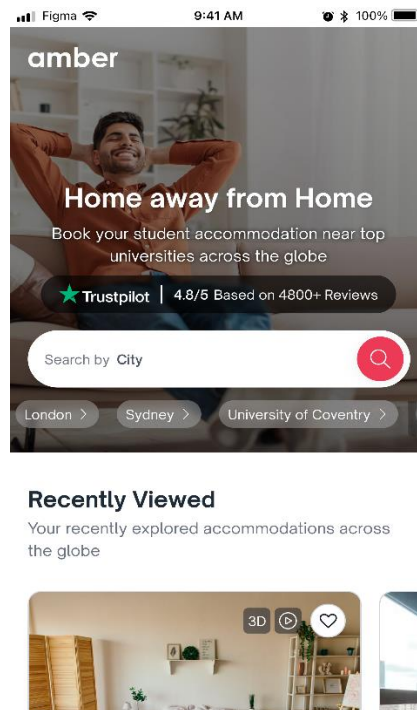 Figma 9:41 AM 100%
amber
Home away from Home
Book your student accommodation near top
universities across the globe
Trustpilot | 4.8/5 Based on 4800+ Reviews
Search by City
London > Sydney > University of Coventry >
Recently Viewed
Your recently explored accommodations across
the globe
3D